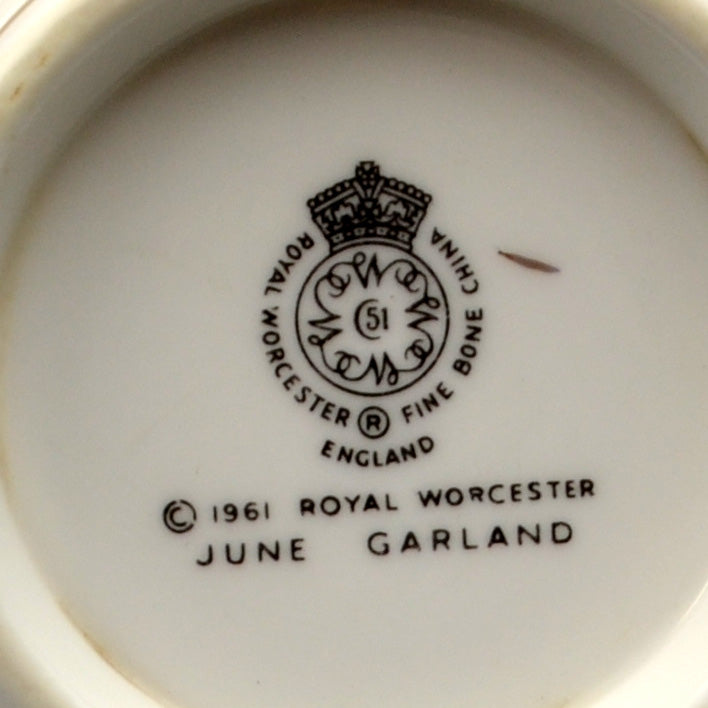 ROYAL WORCESTER ® FINE BONE CHINA
51
ENGLAND
© 1961 ROYAL WORCESTER
JUNE GARLAND